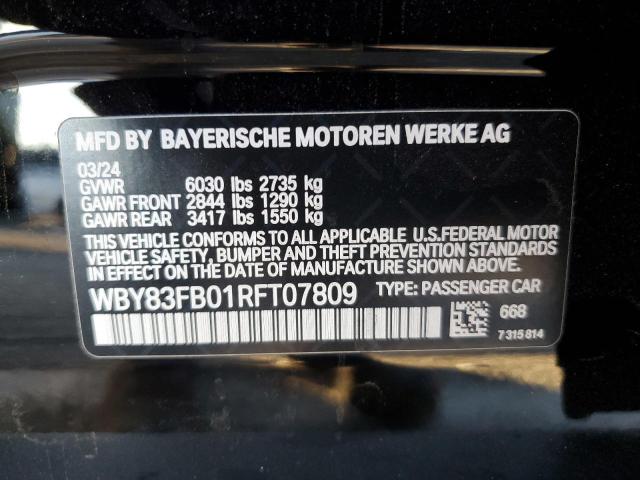 MFD BY BAYERISCHE MOTOREN WERKE AG
03/24
GVWR 6030 lbs 2735 kg
GAWR FRONT 2844 lbs 1290 kg
GAWR REAR 3417 lbs 1550 kg
THIS VEHICLE CONFORMS TO ALL APPLICABLE U.S.FEDERAL MOTOR
VEHICLE SAFETY, BUMPER AND THEFT PREVENTION STANDARDS
IN EFFECT ON THE DATE OF MANUFACTURE SHOWN ABOVE.
WBY83FB01RFT07809 TYPE: PASSENGER CAR
668
7 315 814